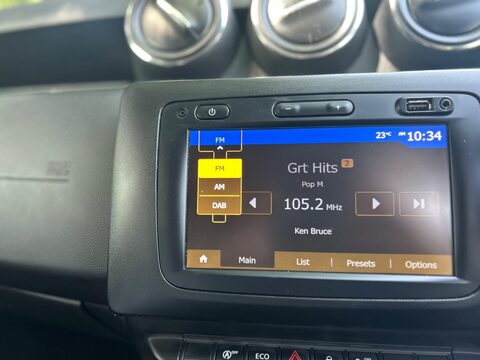 − +
FM
23°C AM 10:34
FM
AM
DAB
Grt Hits 2
Pop M
105.2 MHz
Ken Bruce
Main List Presets Options
ECO